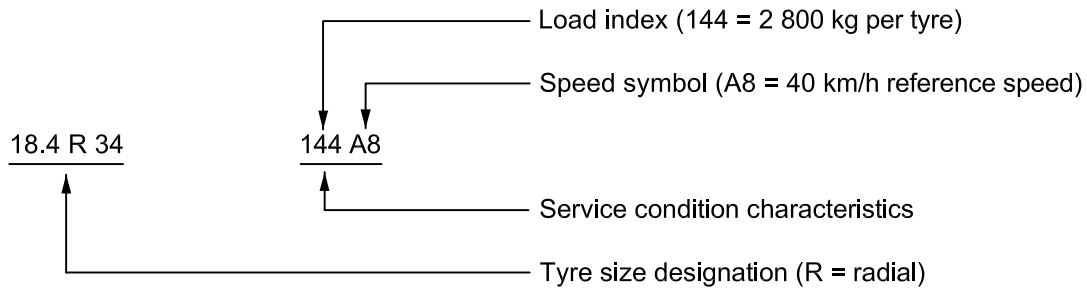 Load index (144 = 2 800 kg per tyre)
Speed symbol (A8 = 40 km/h reference speed)
18.4 R 34 144 A8
Service condition characteristics
Tyre size designation (R = radial)